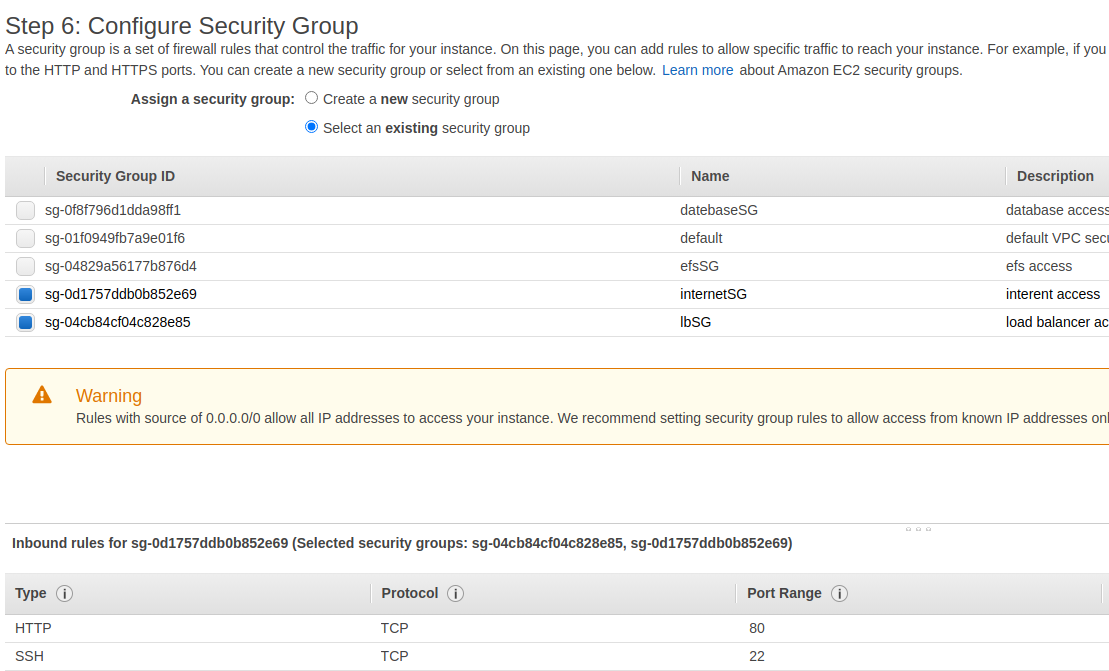 Step 6: Configure Security Group
A security group is a set of firewall rules that control the traffic for your instance. On this page, you can add rules to allow specific traffic to reach your instance. For example, if you
to the HTTP and HTTPS ports. You can create a new security group or select from an existing one below. Learn more about Amazon EC2 security groups.
Assign a security group: Create a new security group
Select an existing security group
Security Group ID Name Description
sg-0f8f796d1dda98ff1 datebaseSG database access
sg-01f0949fb7a9e01f6 default default VPC secu
sg-04829a56177b876d4 efsSG efs access
sg-0d1757ddb0b852e69 internetSG interent access
sg-04cb84cf04c828e85 lbSG load balancer ac
Warning
Rules with source of 0.0.0.0/0 allow all IP addresses to access your instance. We recommend setting security group rules to allow access from known IP addresses onl
Inbound rules for sg-0d1757ddb0b852e69 (Selected security groups: sg-04cb84cf04c828e85, sg-0d1757ddb0b852e69)
Type Protocol Port Range
HTTP TCP 80
SSH TCP 22